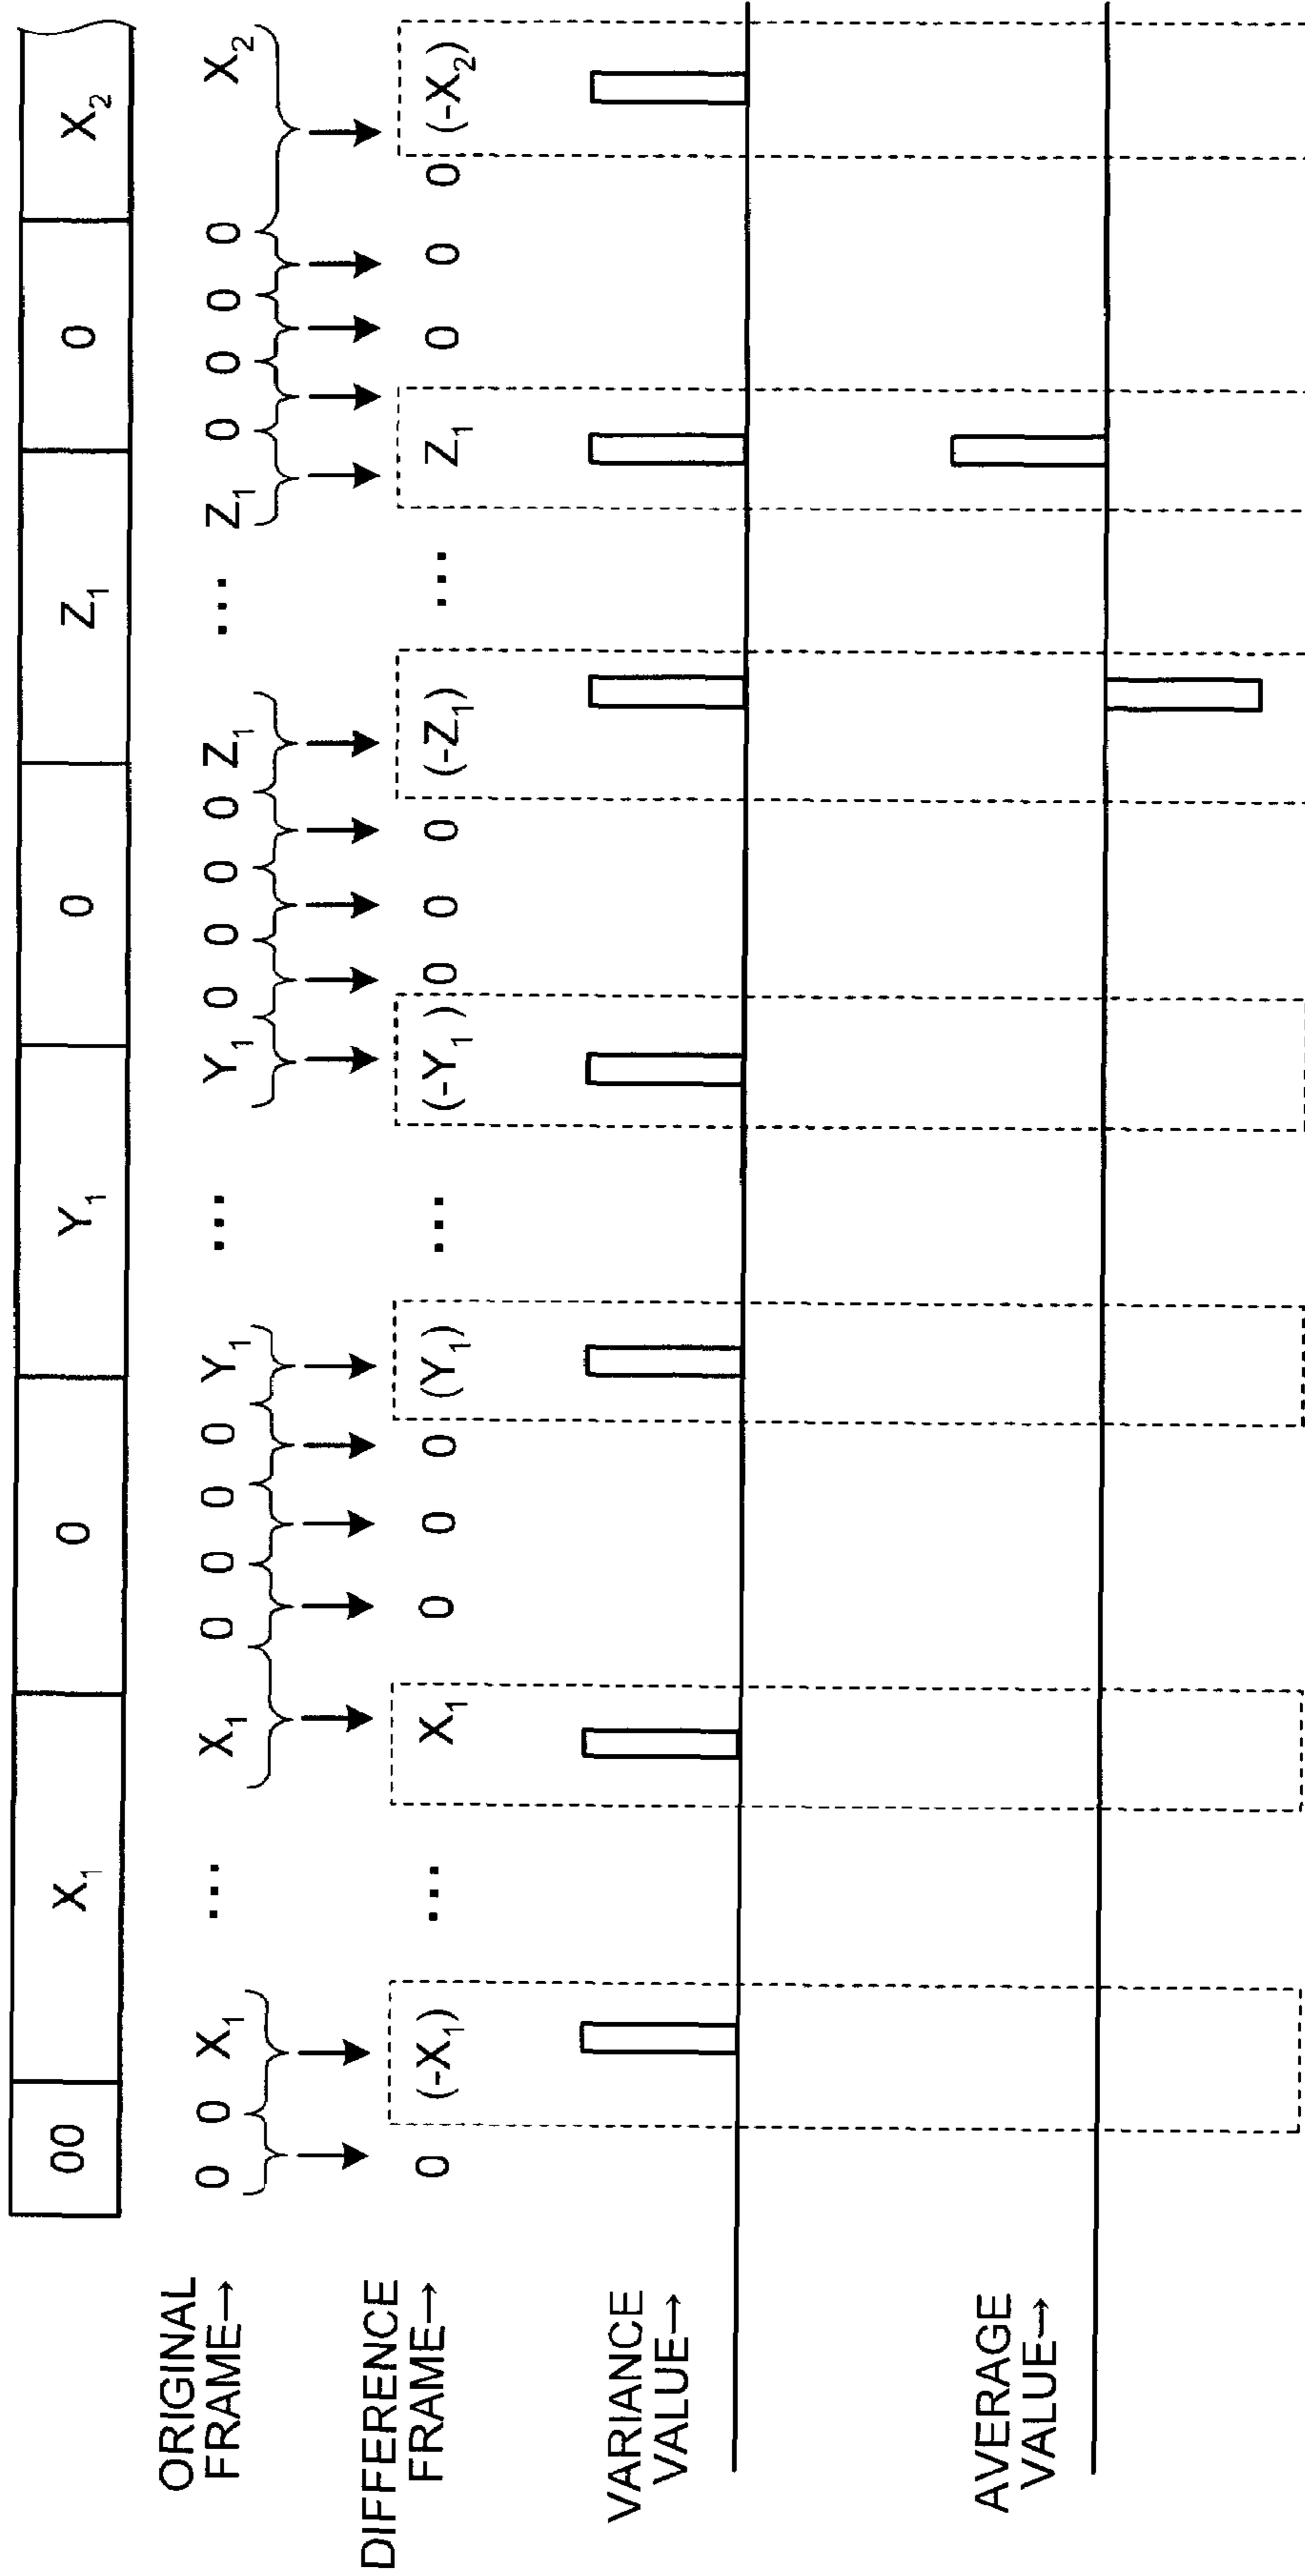 00 X₁ 0 Y₁ 0 Z₁ 0 X₂
ORIGINAL
FRAME→ 0 0 X₁ ... X₁ 0 0 0 0 Y₁ ... Y₁ 0 0 0 0 Z₁ ... Z₁ 0 0 0 0 X₂
DIFFERENCE
FRAME→ 0 (-X₁) ... X₁ 0 0 0 (Y₁) ... (-Y₁) 0 0 0 (-Z₁) ... Z₁ 0 0 0 (-X₂)
VARIANCE
VALUE→
AVERAGE
VALUE→